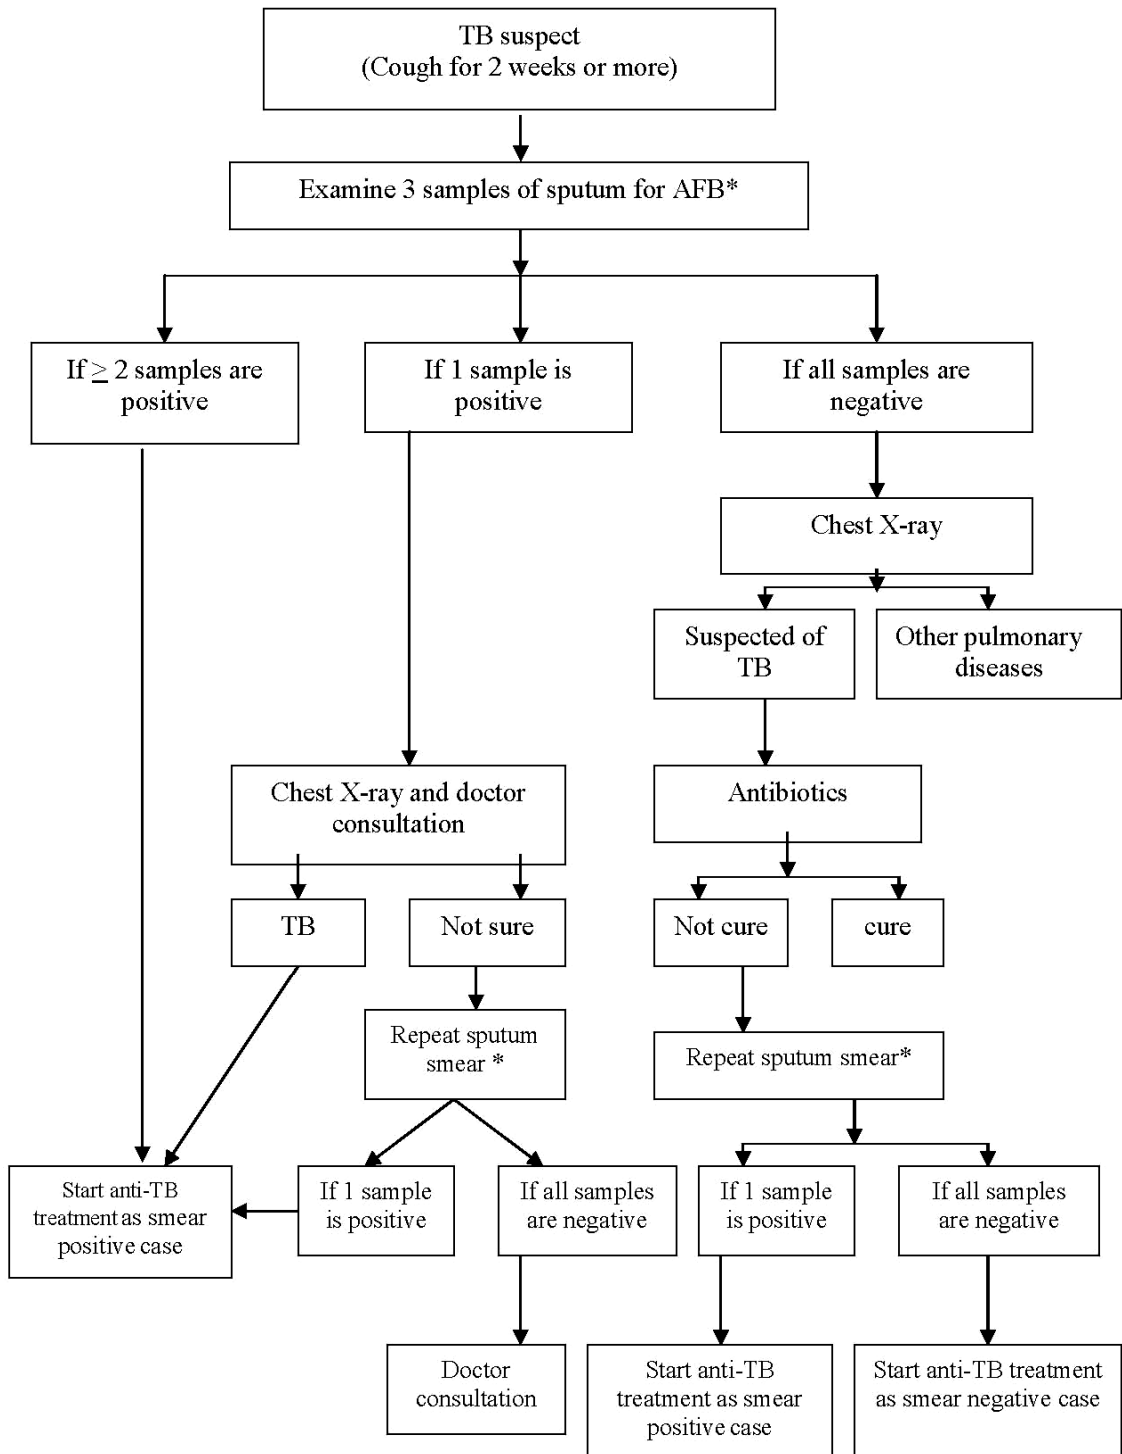 TB suspect
(Cough for 2 weeks or more)
Examine 3 samples of sputum for AFB*
If ≥ 2 samples are
positive
If 1 sample is
positive
If all samples are
negative
Chest X-ray
Suspected of
TB
Other pulmonary
diseases
Chest X-ray and doctor
consultation
Antibiotics
TB
Not sure
Not cure
cure
Repeat sputum
smear *
Repeat sputum smear*
Start anti-TB
treatment as smear
positive case
If 1 sample
is positive
If all samples
are negative
If 1 sample
is positive
If all samples
are negative
Doctor
consultation
Start anti-TB
treatment as smear
positive case
Start anti-TB treatment
as smear negative case